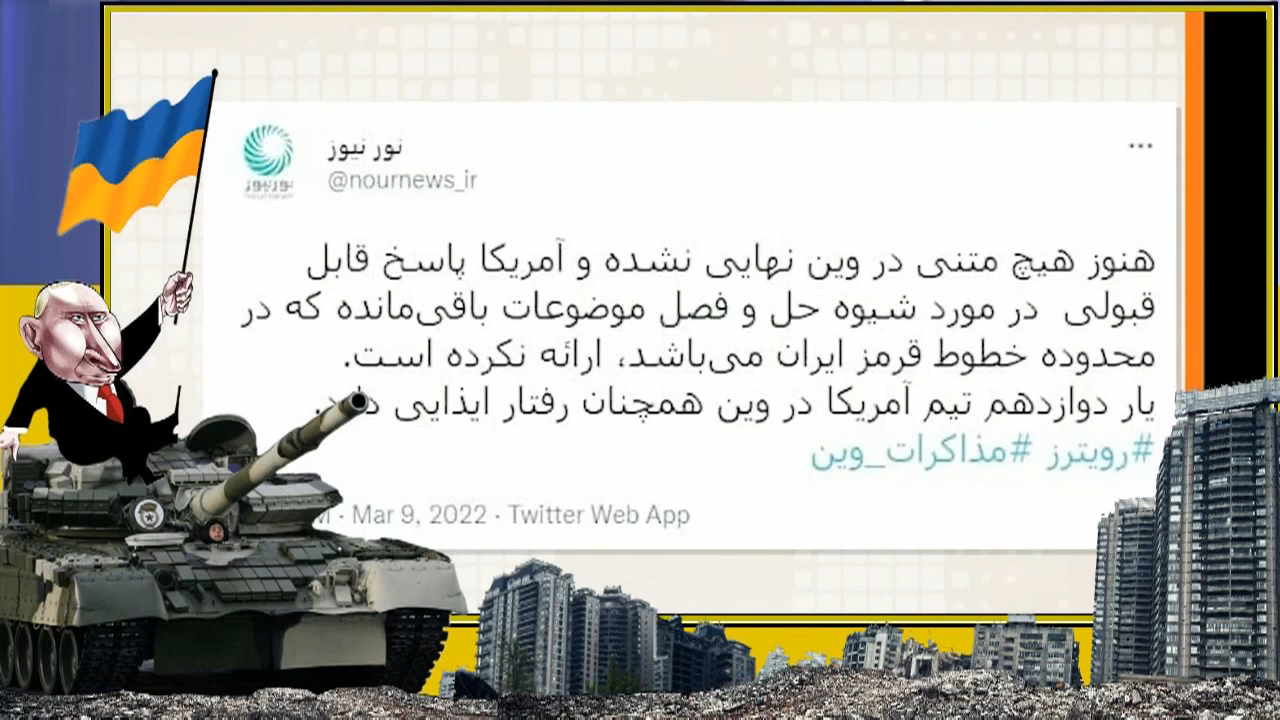 نور نیوز
@nournews_ir
نورنیوز
هنوز هیچ متنی در وین نهایی نشده و آمریکا پاسخ قابل
قبولی در مورد شیوه حل و فصل موضوعات باقی‌مانده که در
محدوده خطوط قرمز ایران می‌باشد، ارائه نکرده است.
یار دوازدهم تیم آمریکا در وین همچنان رفتار ایذایی
#رویترز #مذاکرات_وین
· Mar 9, 2022 · Twitter Web App